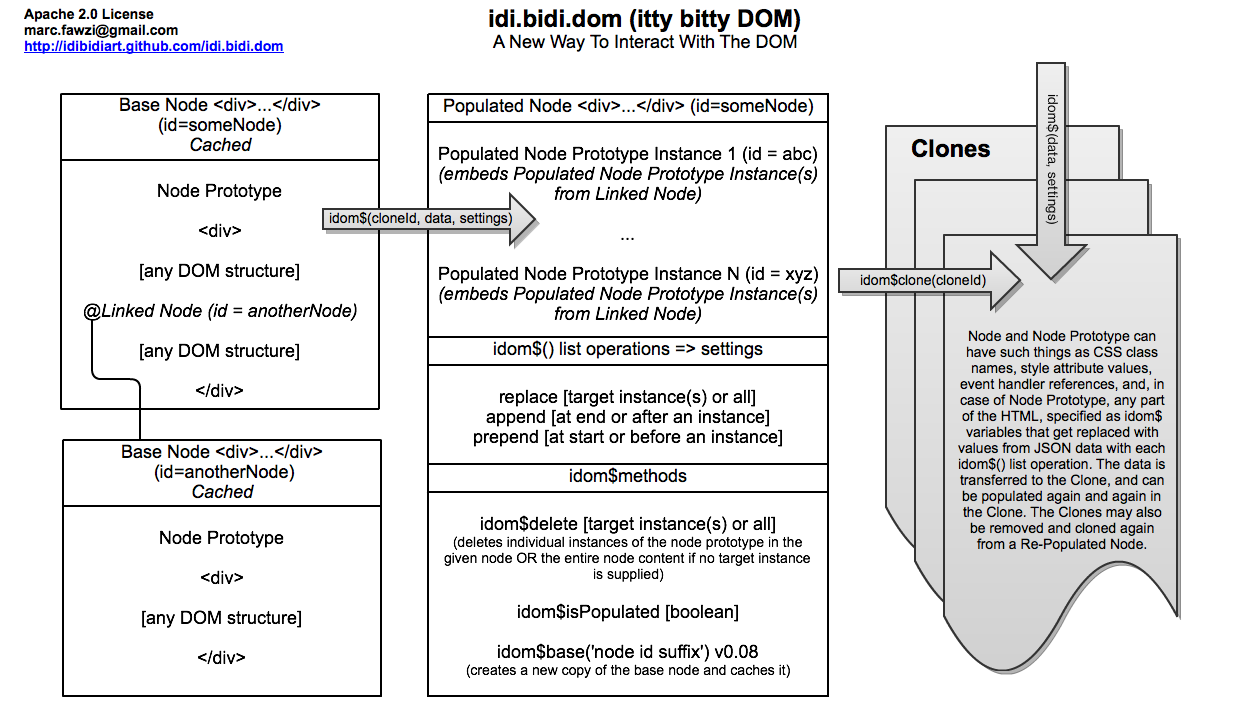 Apache 2.0 License
marc.fawzi@gmail.com
http://idibidiart.github.com/idi.bidi.dom
idi.bidi.dom (itty bitty DOM)
A New Way To Interact With The DOM
Base Node <div>...</div>
(id=someNode)
Cached
Node Prototype
<div>
[any DOM structure]
@Linked Node (id = anotherNode)
[any DOM structure]
</div>
Base Node <div>...</div>
(id=anotherNode)
Cached
Node Prototype
<div>
[any DOM structure]
</div>
idom$(cloneId, data, settings)
Populated Node <div>...</div> (id=someNode)
Populated Node Prototype Instance 1 (id = abc)
(embeds Populated Node Prototype Instance(s)
from Linked Node)
...
Populated Node Prototype Instance N (id = xyz)
(embeds Populated Node Prototype Instance(s)
from Linked Node)
idom$() list operations => settings
replace [target instance(s) or all]
append [at end or after an instance]
prepend [at start or before an instance]
idom$methods
idom$delete [target instance(s) or all]
(deletes individual instances of the node prototype in the
given node OR the entire node content if no target instance
is supplied)
idom$isPopulated [boolean]
idom$base('node id suffix') v0.08
(creates a new copy of the base node and caches it)
idom$clone(cloneId)
Clones
idom$(data, settings)
Node and Node Prototype can
have such things as CSS class
names, style attribute values,
event handler references, and, in
case of Node Prototype, any part
of the HTML, specified as idom$
variables that get replaced with
values from JSON data with each
idom$() list operation. The data is
transferred to the Clone, and can
be populated again and again in
the Clone. The Clones may also
be removed and cloned again
from a Re-Populated Node.